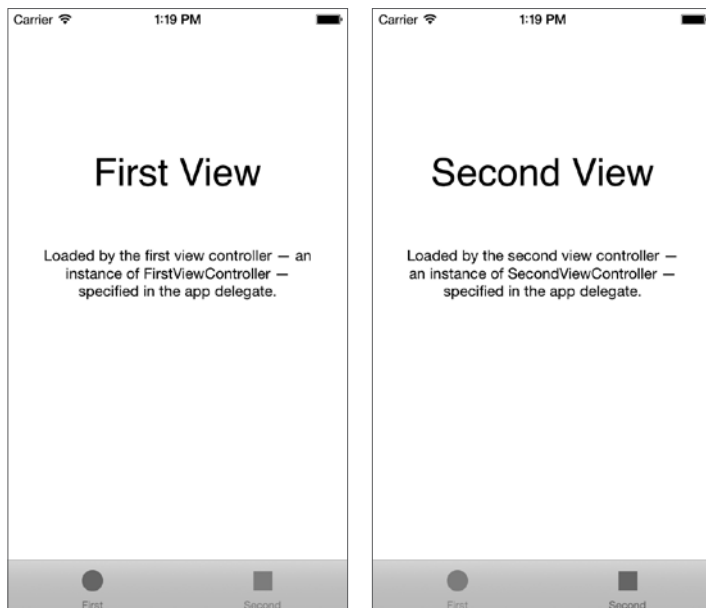 Carrier 1:19 PM
First View
Loaded by the first view controller — an
instance of FirstViewController —
specified in the app delegate.
First Second
Carrier 1:19 PM
Second View
Loaded by the second view controller —
an instance of SecondViewController —
specified in the app delegate.
First Second